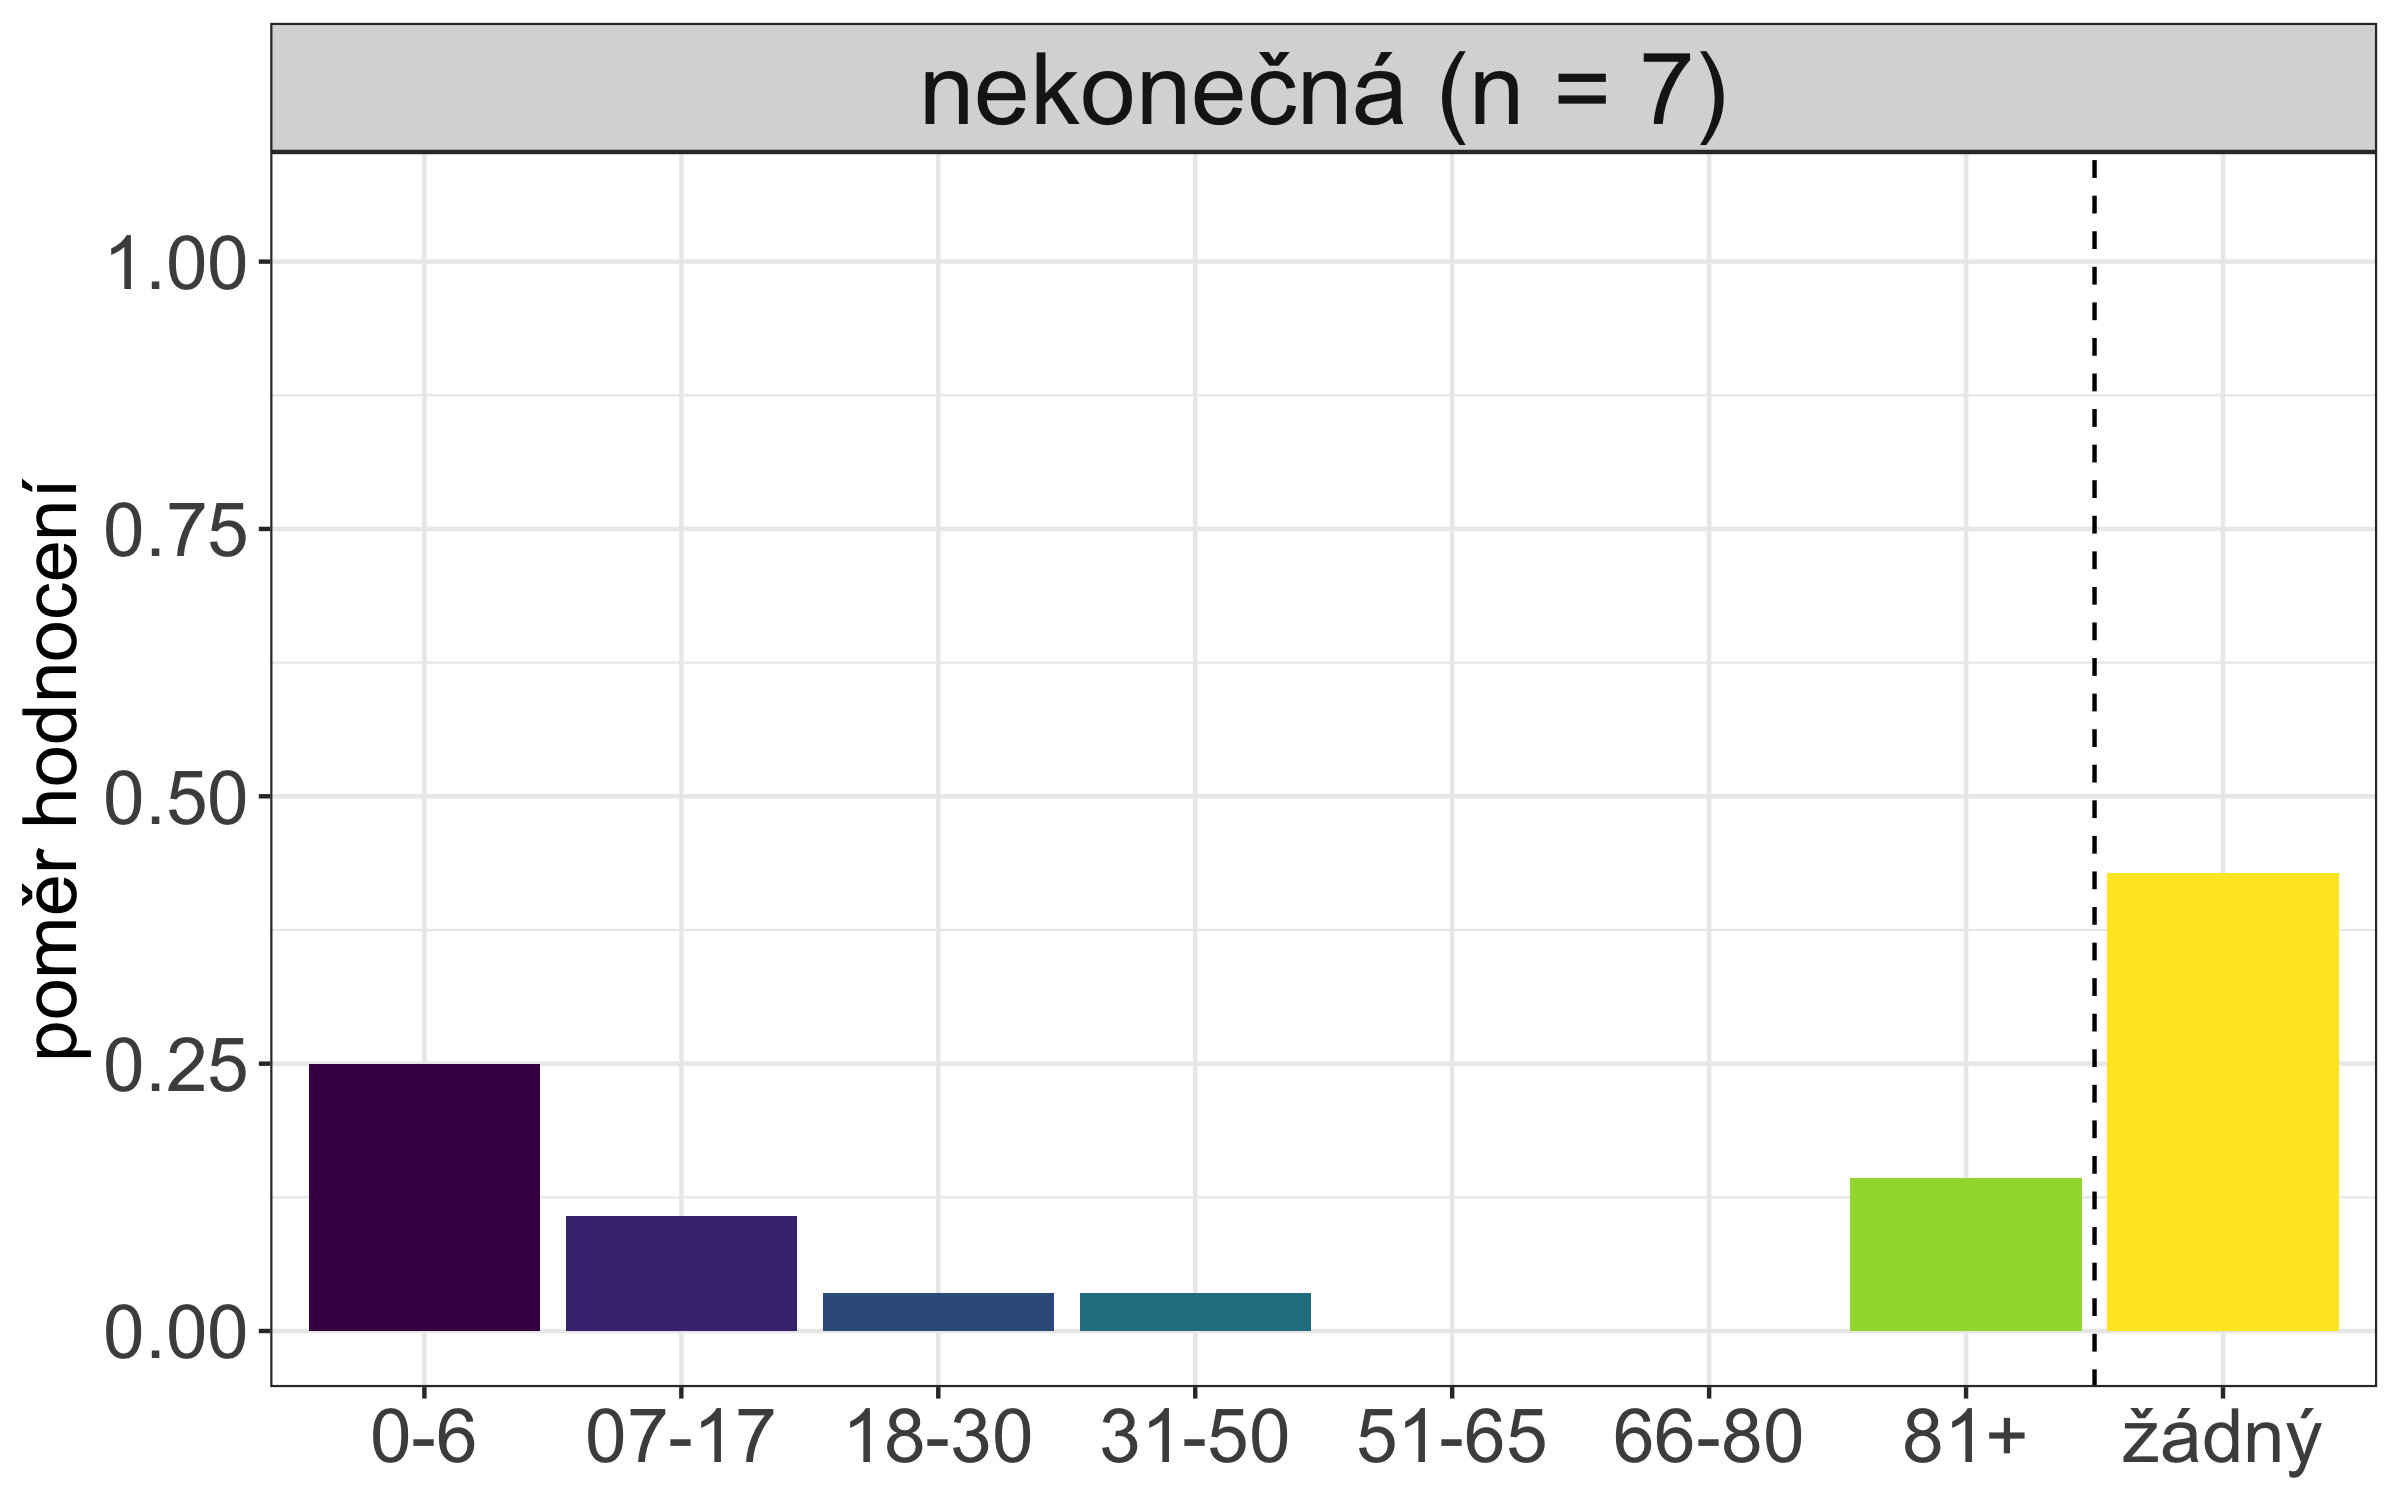 nekonečná (n = 7)
poměr hodnocení
1.00
0.75
0.50
0.25
0.00
0-6 07-17 18-30 31-50 51-65 66-80 81+ žádný